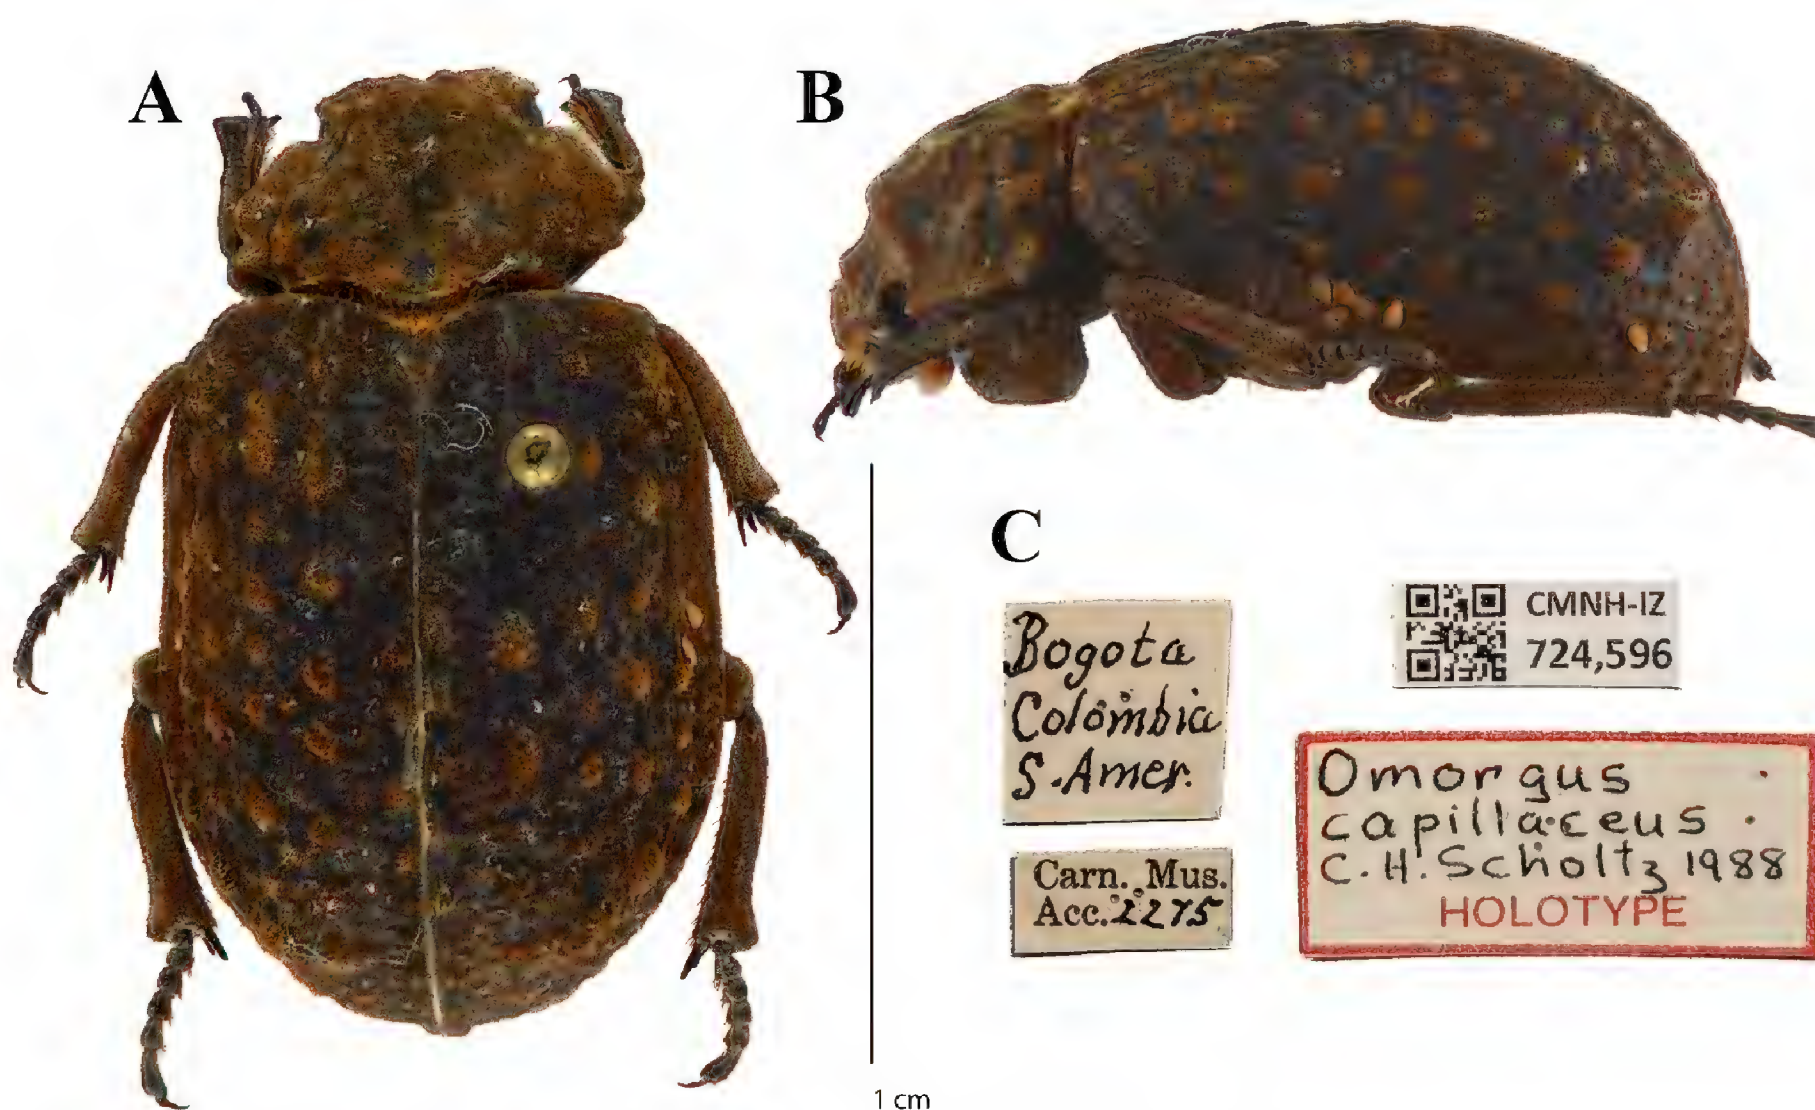 A
B
C
Bogota
Colombia
S. Amer.
Carn. Mus.
Acc. 2275
CMNH-IZ
724,596
Omorgus
capillaceus
C.H. Scholtz 1988
HOLOTYPE
1 cm